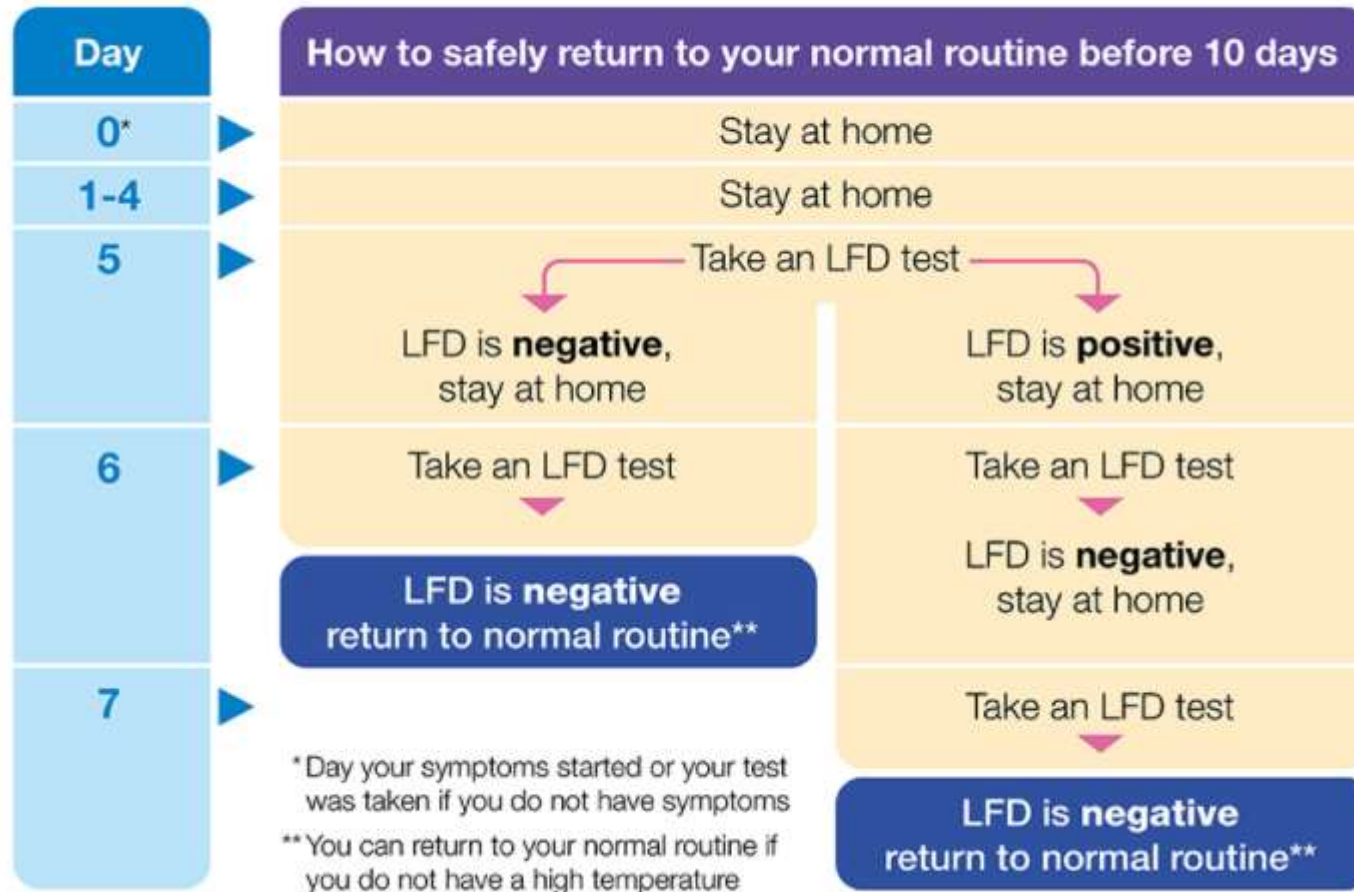 Day
How to safely return to your normal routine before 10 days
0*
Stay at home
1-4
Stay at home
5
Take an LFD test
LFD is negative,
stay at home
LFD is positive,
stay at home
6
Take an LFD test
LFD is negative
return to normal routine**
Take an LFD test
LFD is negative,
stay at home
7
Take an LFD test
LFD is negative
return to normal routine**
*Day your symptoms started or your test
was taken if you do not have symptoms
**You can return to your normal routine if
you do not have a high temperature